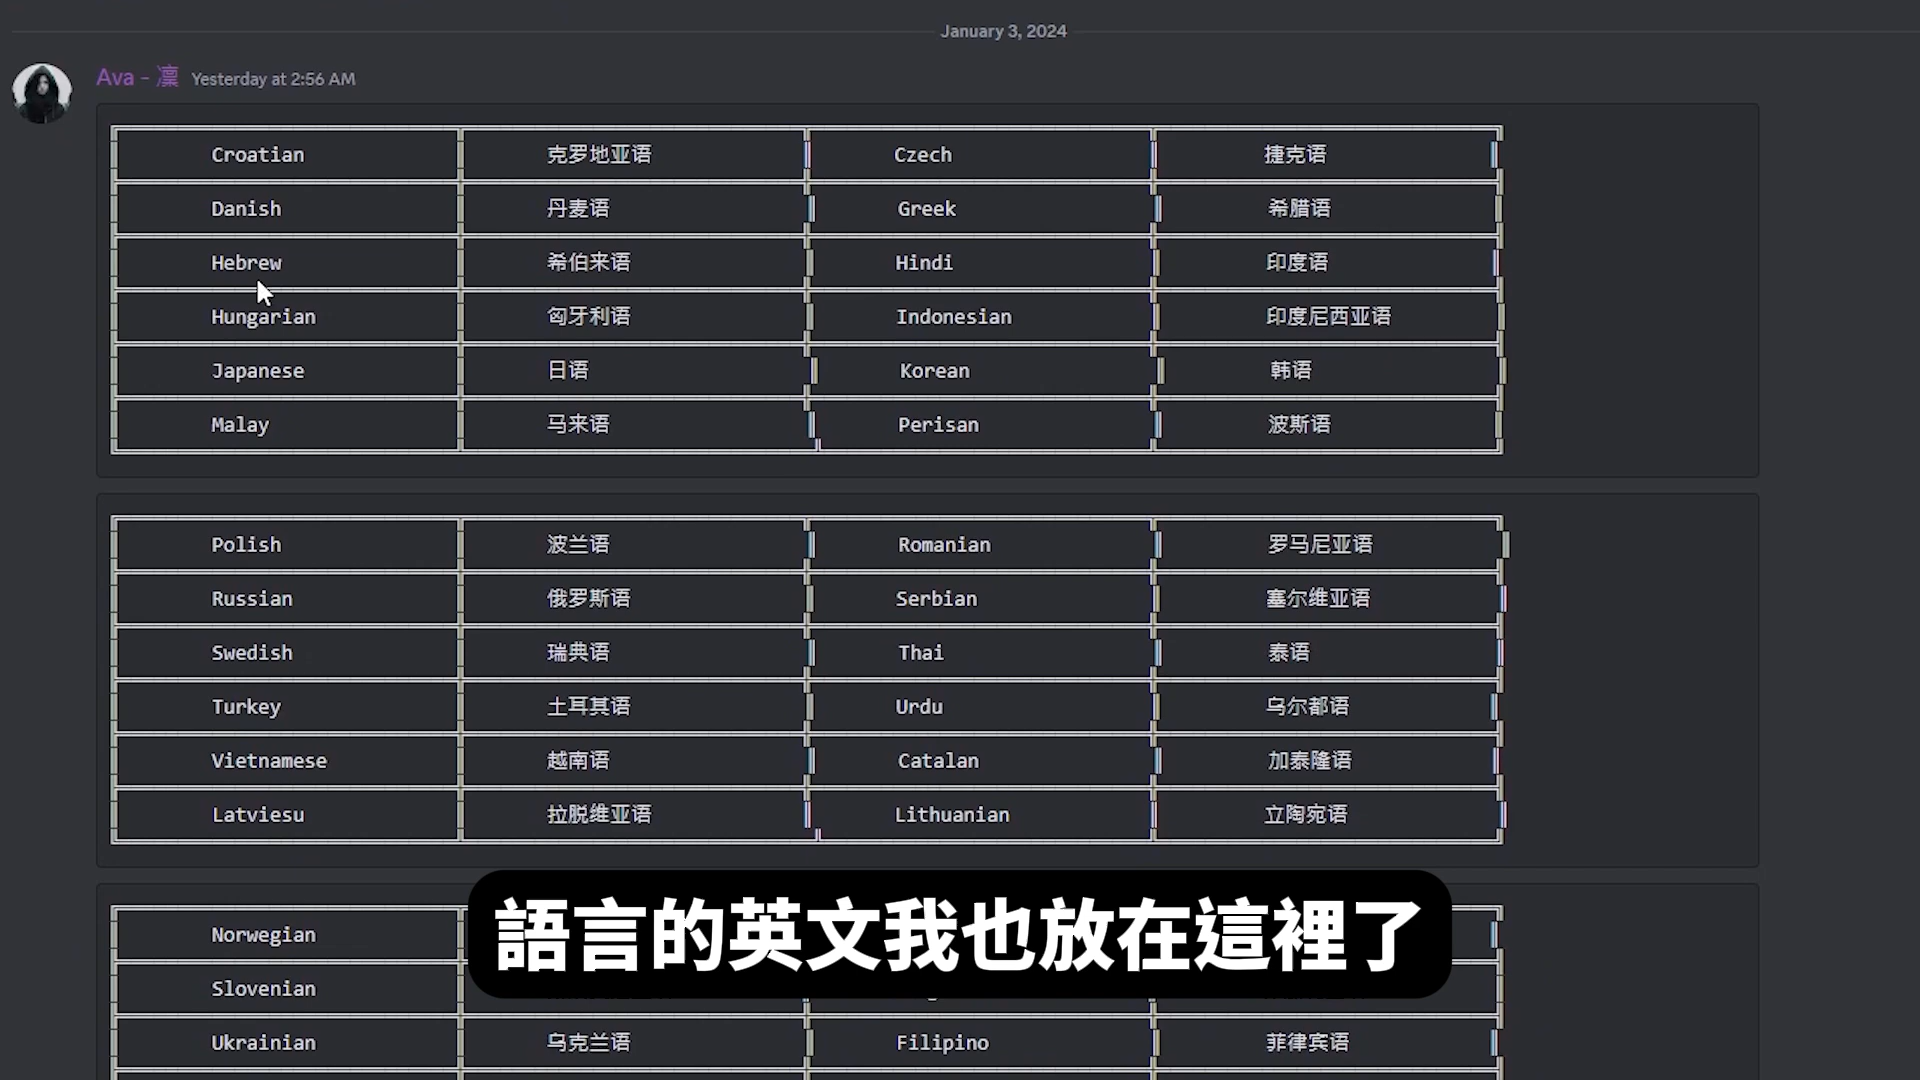 January 3, 2024
Ava - 凛 Yesterday at 2:56 AM
Croatian 克罗地亚语 Czech 捷克语
Danish 丹麦语 Greek 希腊语
Hebrew 希伯来语 Hindi 印度语
Hungarian 匈牙利语 Indonesian 印度尼西亚语
Japanese 日语 Korean 韩语
Malay 马来语 Perisan 波斯语
Polish 波兰语 Romanian 罗马尼亚语
Russian 俄罗斯语 Serbian 塞尔维亚语
Swedish 瑞典语 Thai 泰语
Turkey 土耳其语 Urdu 乌尔都语
Vietnamese 越南语 Catalan 加泰隆语
Latviesu 拉脱维亚语 Lithuanian 立陶宛语
Norwegian
語言的英文我也放在這裡了
Slovenian
Ukrainian 乌克兰语 Filipino 菲律宾语